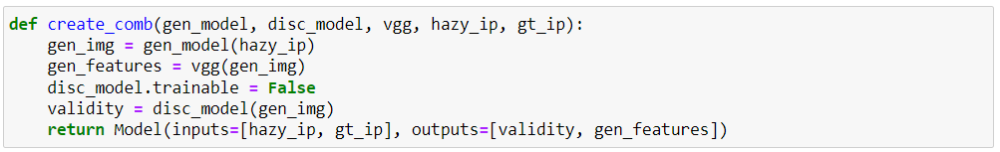 def create_comb(gen_model, disc_model, vgg, hazy_ip, gt_ip):
    gen_img = gen_model(hazy_ip)
    gen_features = vgg(gen_img)
    disc_model.trainable = False
    validity = disc_model(gen_img)
    return Model(inputs=[hazy_ip, gt_ip], outputs=[validity, gen_features])